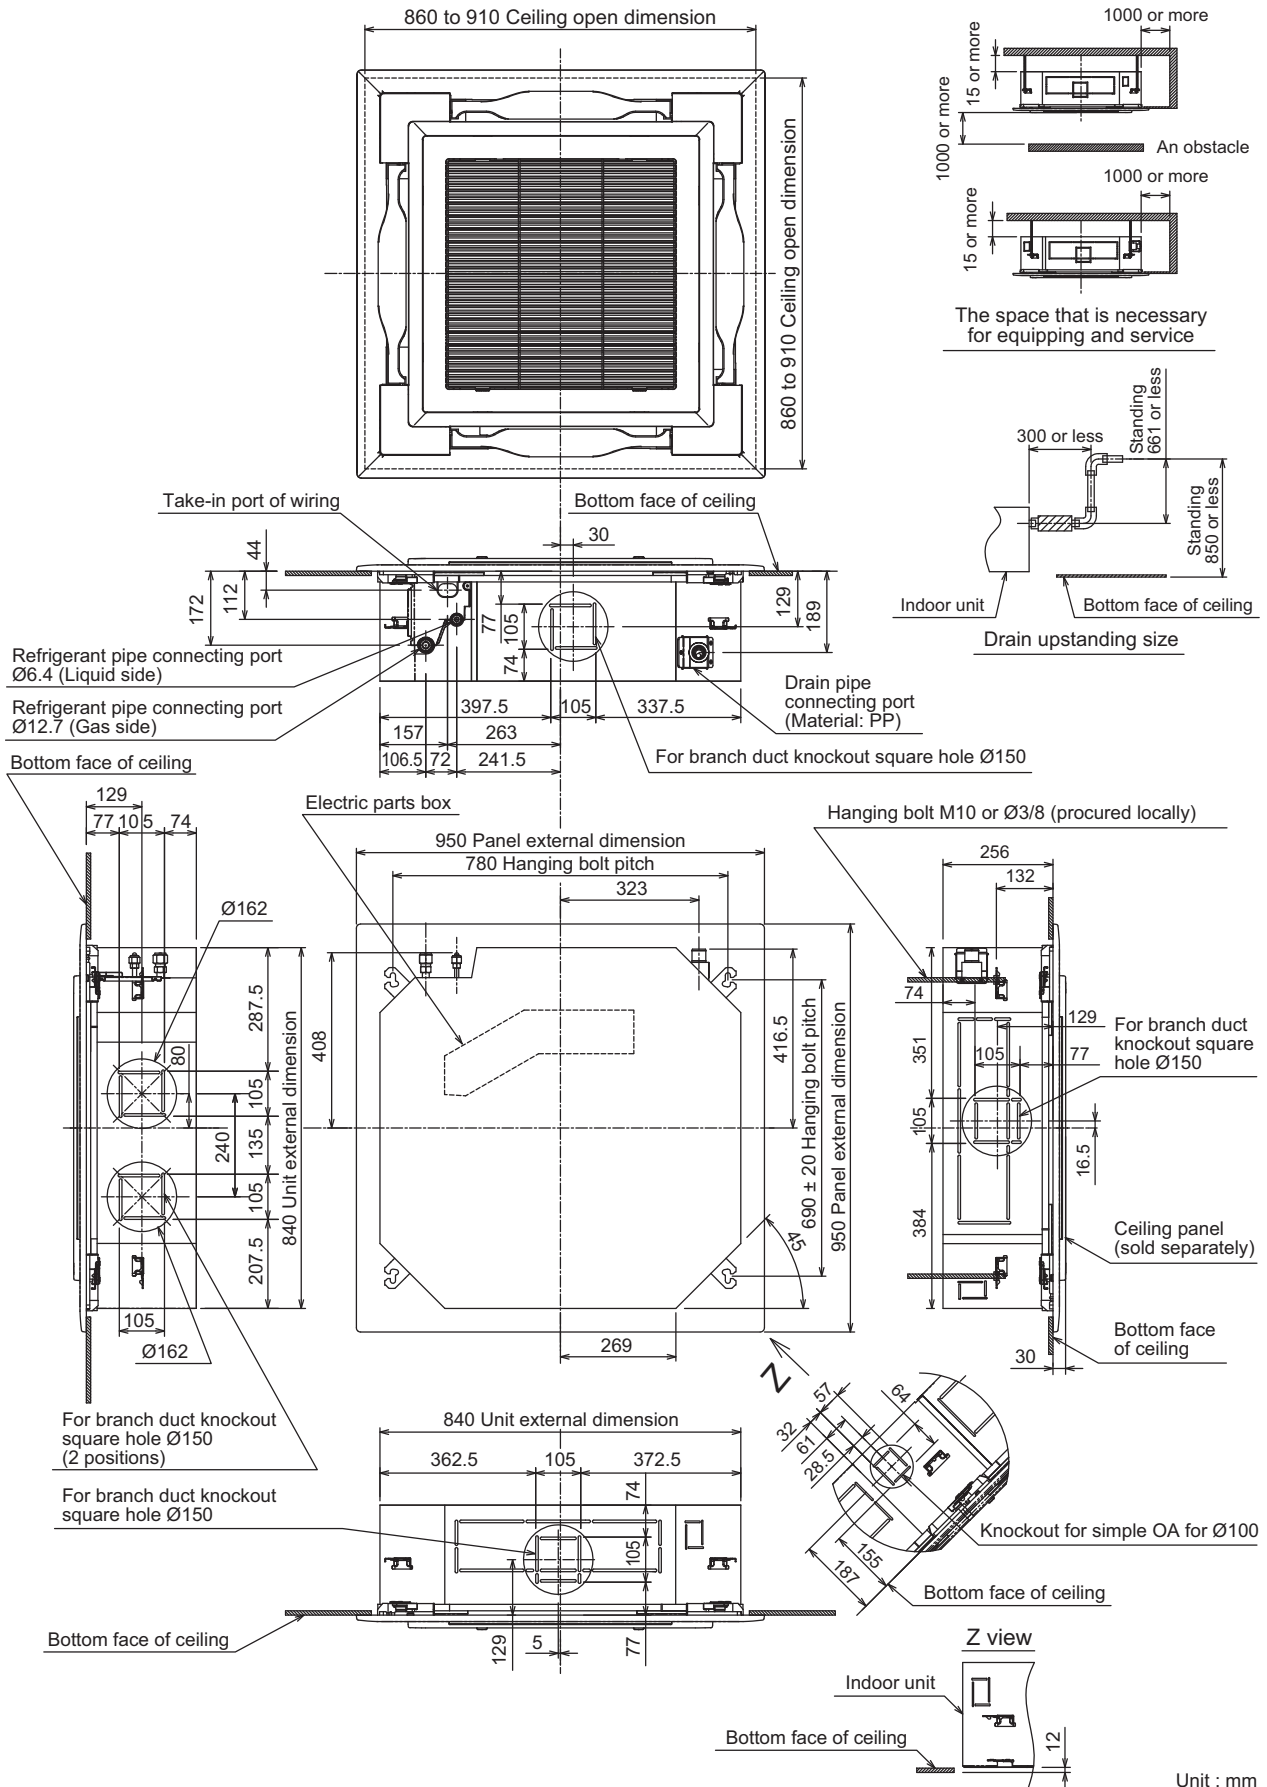 860 to 910 Ceiling open dimension
860 to 910 Ceiling open dimension
1000 or more
15 or more
1000 or more
An obstacle
1000 or more
15 or more
The space that is necessary
for equipping and service
300 or less
Standing
661 or less
Standing
850 or less
Indoor unit
Bottom face of ceiling
Drain upstanding size
Take-in port of wiring
Bottom face of ceiling
30
44
112
172
77
105
74
129
189
Refrigerant pipe connecting port
Ø6.4 (Liquid side)
Refrigerant pipe connecting port
Ø12.7 (Gas side)
Drain pipe
connecting port
(Material: PP)
397.5
105
337.5
157
263
106.5
72
241.5
For branch duct knockout square hole Ø150
Bottom face of ceiling
129
77
105
74
Ø162
287.5
80
105
240
135
105
207.5
840 Unit external dimension
105
Ø162
For branch duct knockout
square hole Ø150
(2 positions)
Electric parts box
950 Panel external dimension
780 Hanging bolt pitch
323
408
416.5
690 ± 20 Hanging bolt pitch
950 Panel external dimension
45
269
Hanging bolt M10 or Ø3/8 (procured locally)
256
132
74
129
351
105
77
For branch duct
knockout square
hole Ø150
105
16.5
384
Ceiling panel
(sold separately)
Bottom face
of ceiling
30
Z
840 Unit external dimension
362.5
105
372.5
74
105
For branch duct knockout
square hole Ø150
Bottom face of ceiling
129
5
77
57
64
32
61
28.5
Knockout for simple OA for Ø100
155
187
Bottom face of ceiling
Z view
Indoor unit
Bottom face of ceiling
12
Unit : mm